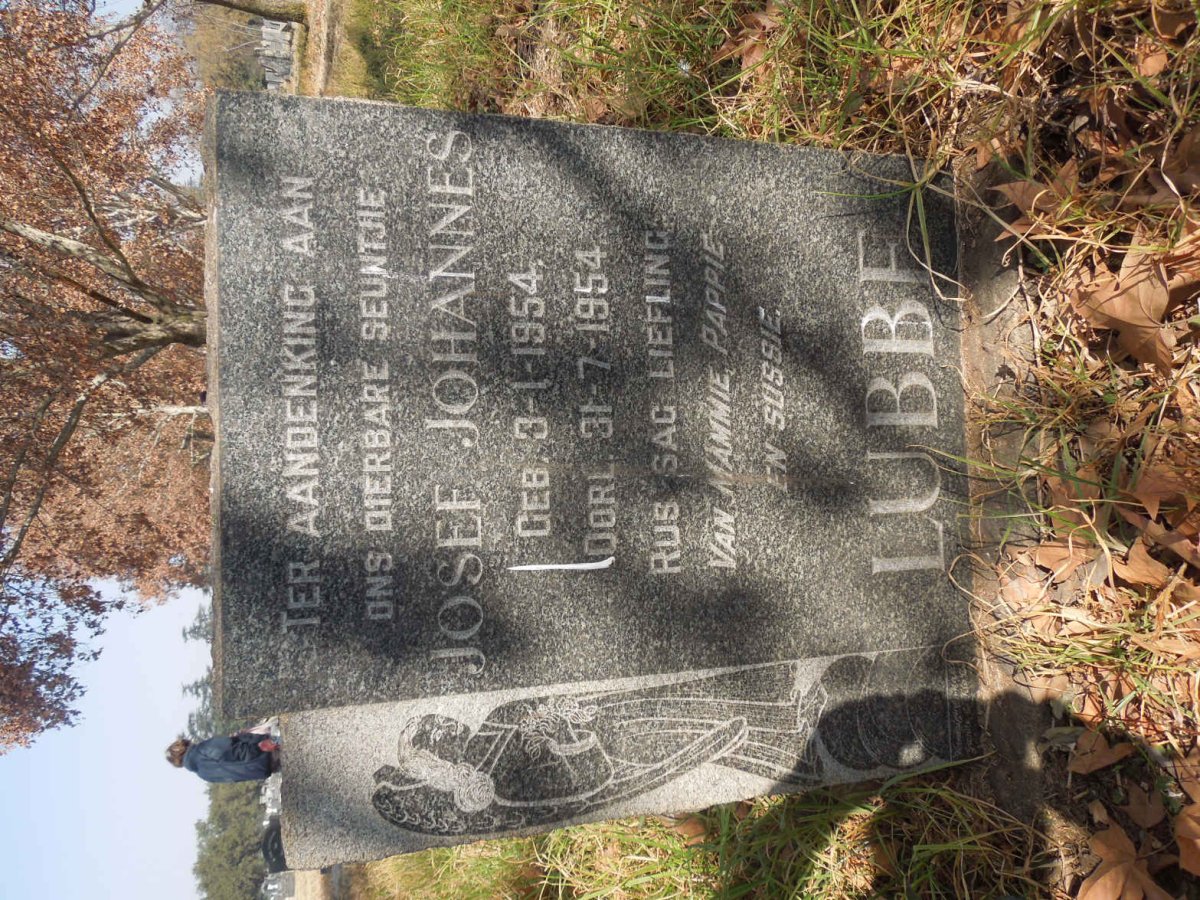 TER AANDENKING AAN
ONS DIERBARE SEUNTJIE
JOSEF JOHANNES
GEB. 3-1-1954.
OORL. 31-7-1954
RUS SAG LIEFLING
VAN MAMMIE PAPPIE
EN SUSIE
LUBBE